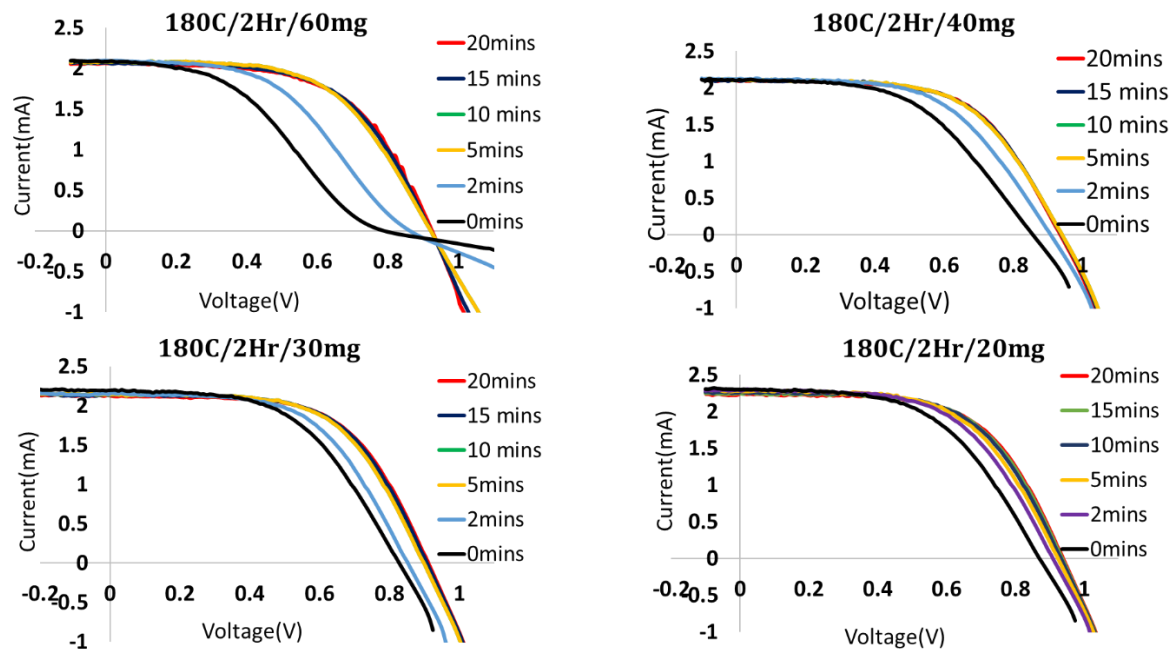 180C/2Hr/60mg
2.5
2
1.5
1
0.5
0
-0.5
-1
-0.2
0
0.2
0.4
0.6
0.8
1
Current(mA)
Voltage(V)
20mins
15 mins
10 mins
5mins
2mins
0mins
180C/2Hr/40mg
2.5
2
1.5
1
0.5
0
-0.5
-1
-0.2
0
0.2
0.4
0.6
0.8
1
Current(mA)
Voltage(V)
20mins
15 mins
10 mins
5mins
2mins
0mins
180C/2Hr/30mg
2.5
2
1.5
1
0.5
0
-0.5
-1
0
0.2
0.4
0.6
0.8
1
Current(mA)
Voltage(V)
20mins
15 mins
10 mins
5mins
2mins
0mins
180C/2Hr/20mg
2.5
2
1.5
1
0.5
0
-0.5
-1
0
0.2
0.4
0.6
0.8
1
Current(mA)
Voltage(V)
20mins
15mins
10mins
5mins
2mins
0mins